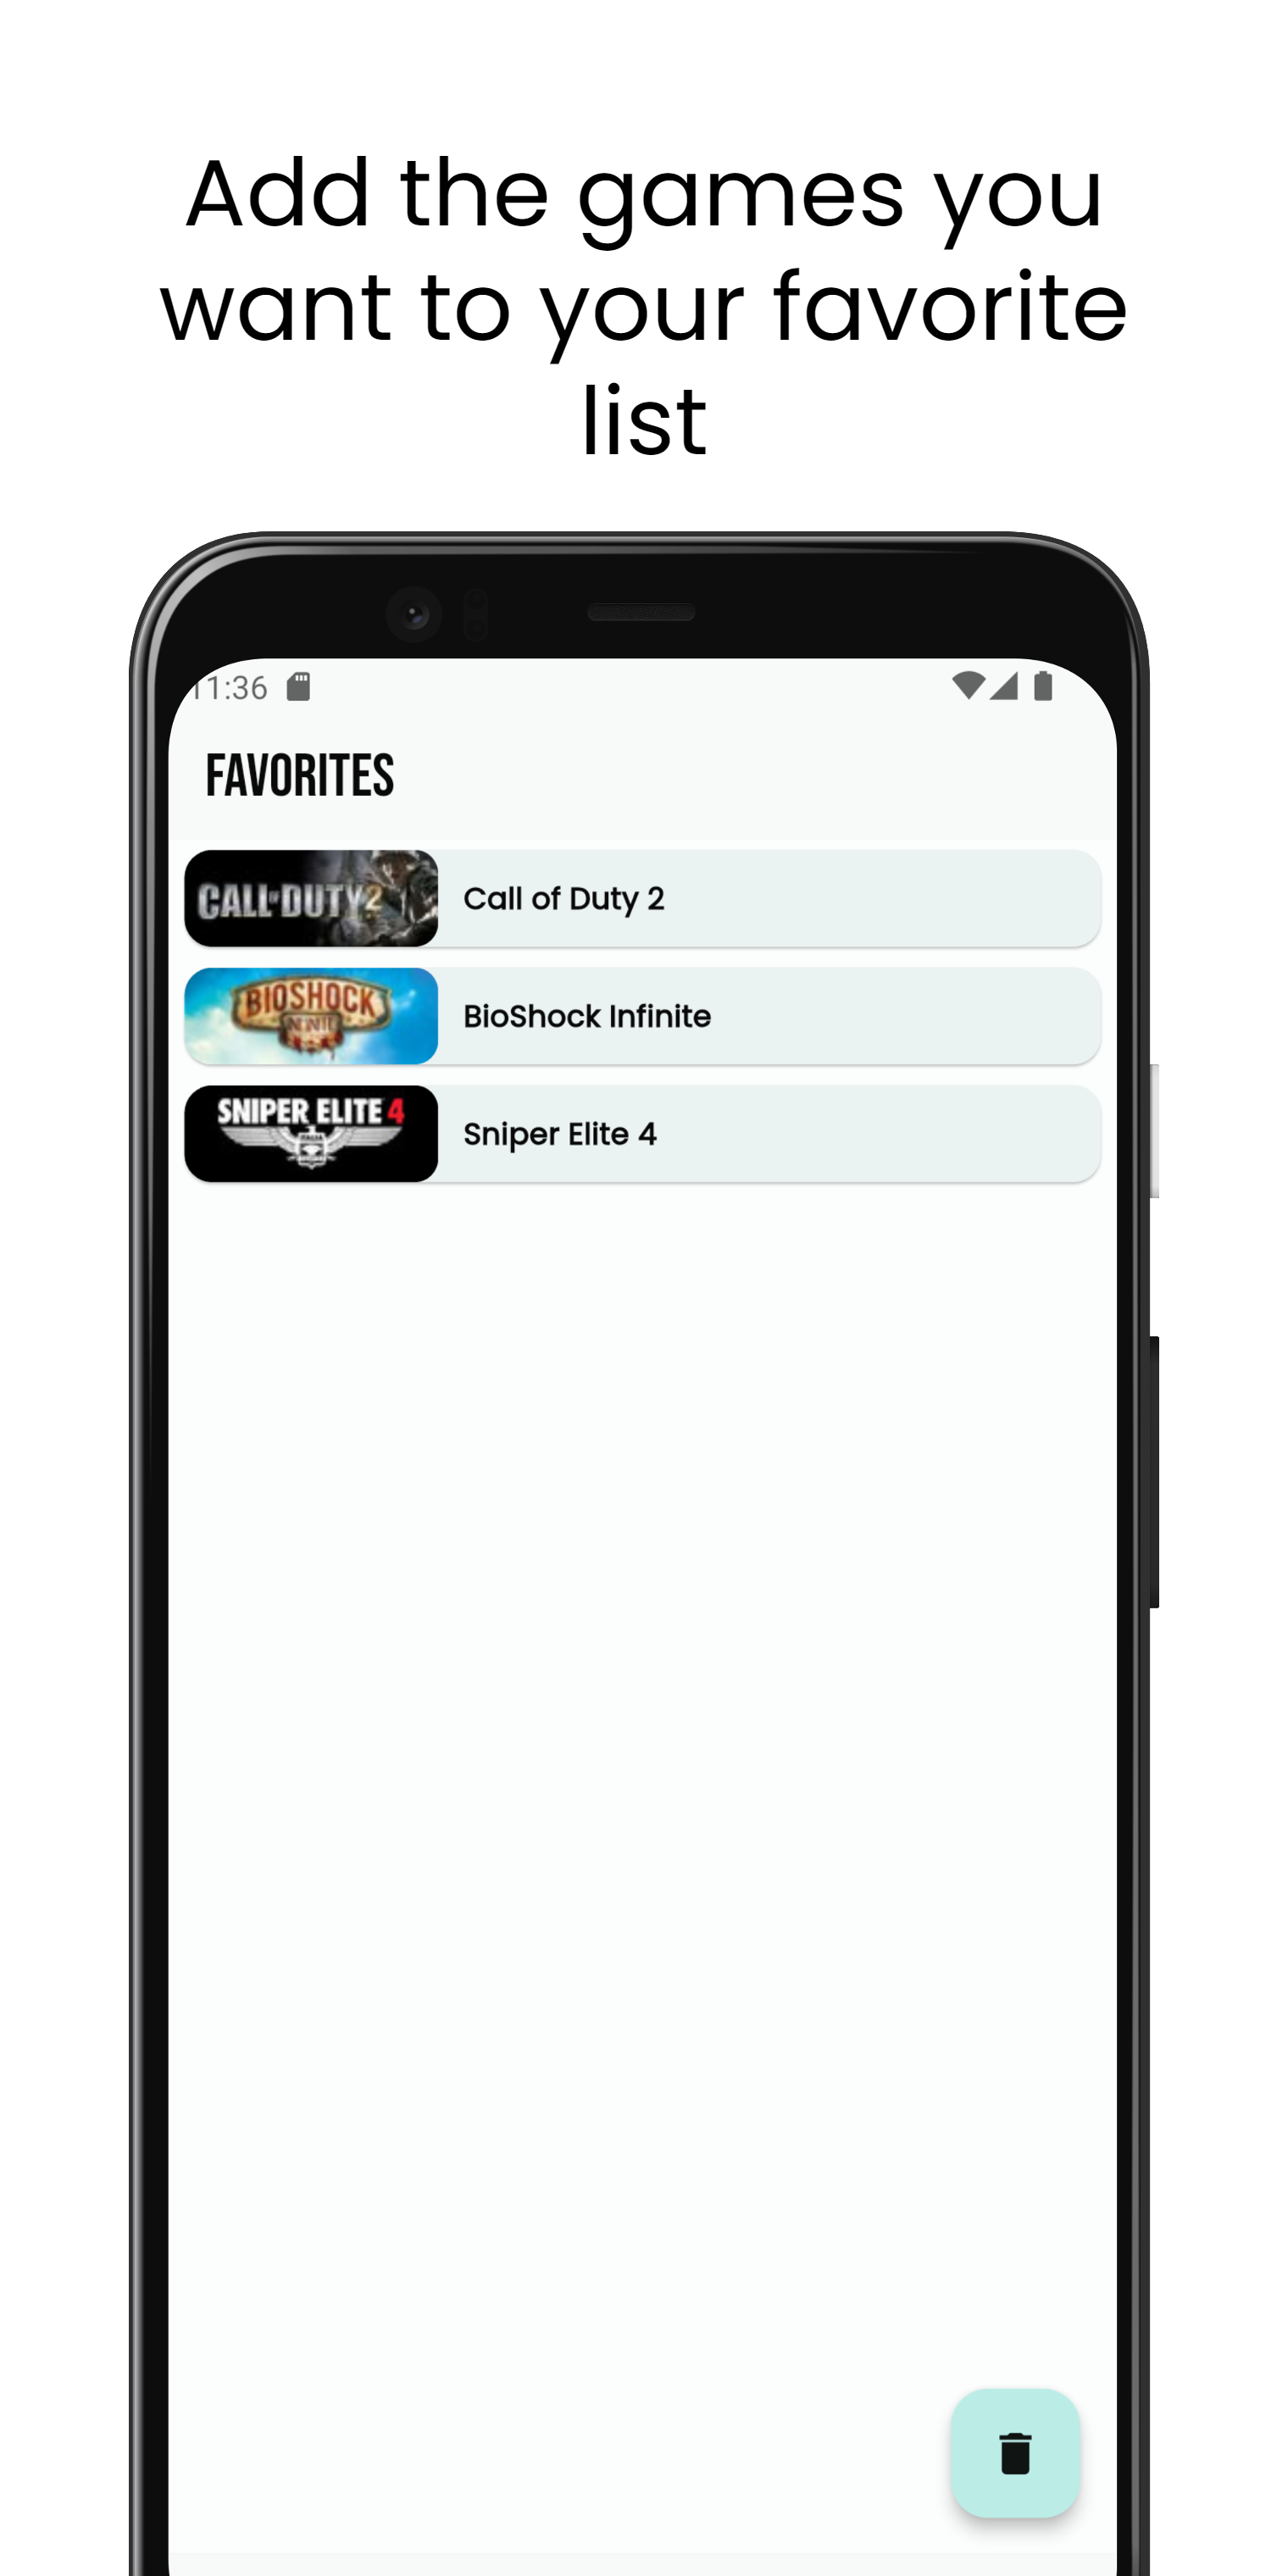 Add the games you
want to your favorite
list
11:36
FAVORITES
CALL OF DUTY 2
Call of Duty 2
BIOSHOCK
BioShock Infinite
SNIPER ELITE 4
Sniper Elite 4